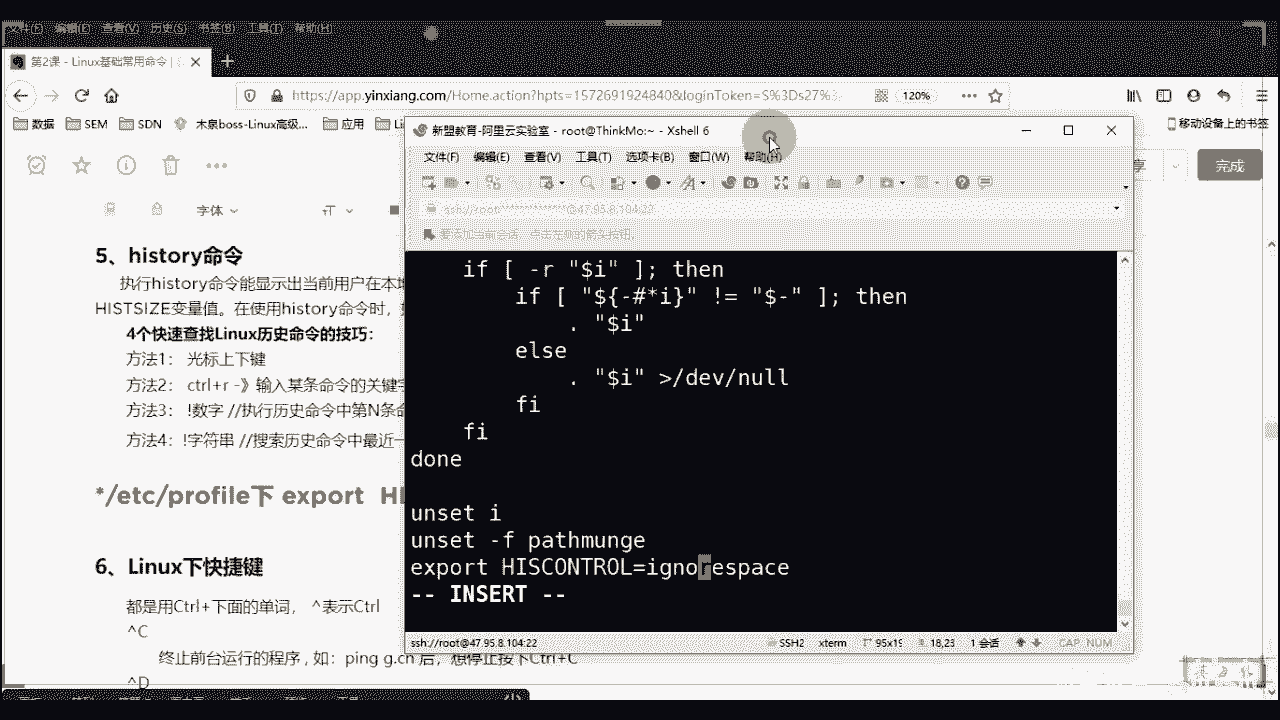 文件(F) 编辑(E) 查看(V) 历史(S) 书签(B) 工具(T) 帮助(H)
第2课 - Linux基础常用命令 |
https://app.yinxiang.com/Home.action?hpts=1572691924840&loginToken=S%3Ds27%3 120%
数据 SEM SDN 木泉boss-Linux高级... 应用 Li 移动设备上的书签
新盟教育-阿里云实验室 - root@ThinkMo:~ - Xshell 6
文件(F) 编辑(E) 查看(V) 工具(T) 选项卡(B) 窗口(W) 帮助(H)
享 完成
字体
ssh://root@47.95.8.104:22
要添加当前会话，点击左侧的箭头按钮。
5、history命令
执行history命令能显示出当前用户在本地
HISTSIZE变量值。在使用history命令时，
4个快速查找Linux历史命令的技巧：
方法1： 光标上下键
方法2： ctrl+r -》输入某条命令的关键字
方法3： !数字 //执行历史命令中第N条命
方法4：!字符串 //搜索历史命令中最近一
*/etc/profile下 export HI
6、Linux下快捷键
都是用Ctrl+下面的单词， ^表示Ctrl
^C
终止前台运行的程序 , 如：ping g.cn 后，想停止按下Ctrl+C
^D
if [ -r "$i" ]; then
if [ "${-#*i}" != "$-" ]; then
. "$i"
else
. "$i" >/dev/null
fi
fi
done
unset i
unset -f pathmunge
export HISCONTROL=ignorespace
-- INSERT --
ssh://root@47.95.8.104:22 SSH2 xterm 95x19 18,23 1 会话 CAP NUM